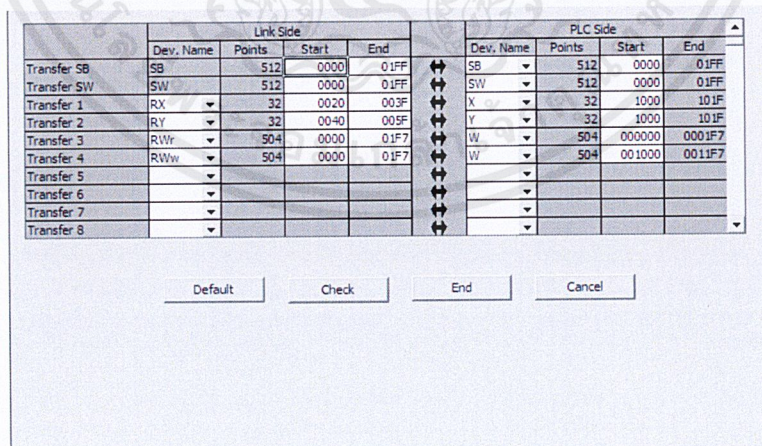 Link Side PLC Side
Dev. Name Points Start End Dev. Name Points Start End
Transfer SB SB 512 0000 01FF SB 512 0000 01FF
Transfer SW SW 512 0000 01FF SW 512 0000 01FF
Transfer 1 RX 32 0020 003F X 32 1000 101F
Transfer 2 RY 32 0040 005F Y 32 1000 101F
Transfer 3 RWr 504 0000 01F7 W 504 000000 0001F7
Transfer 4 RWw 504 0000 01F7 W 504 001000 0011F7
Transfer 5
Transfer 6
Transfer 7
Transfer 8
Default Check End Cancel